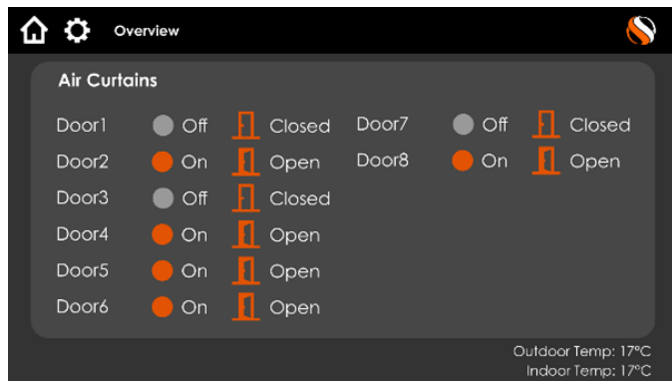 Overview
Air Curtains
Door1 Off Closed Door7 Off Closed
Door2 On Open Door8 On Open
Door3 Off Closed
Door4 On Open
Door5 On Open
Door6 On Open
Outdoor Temp: 17°C
Indoor Temp: 17°C